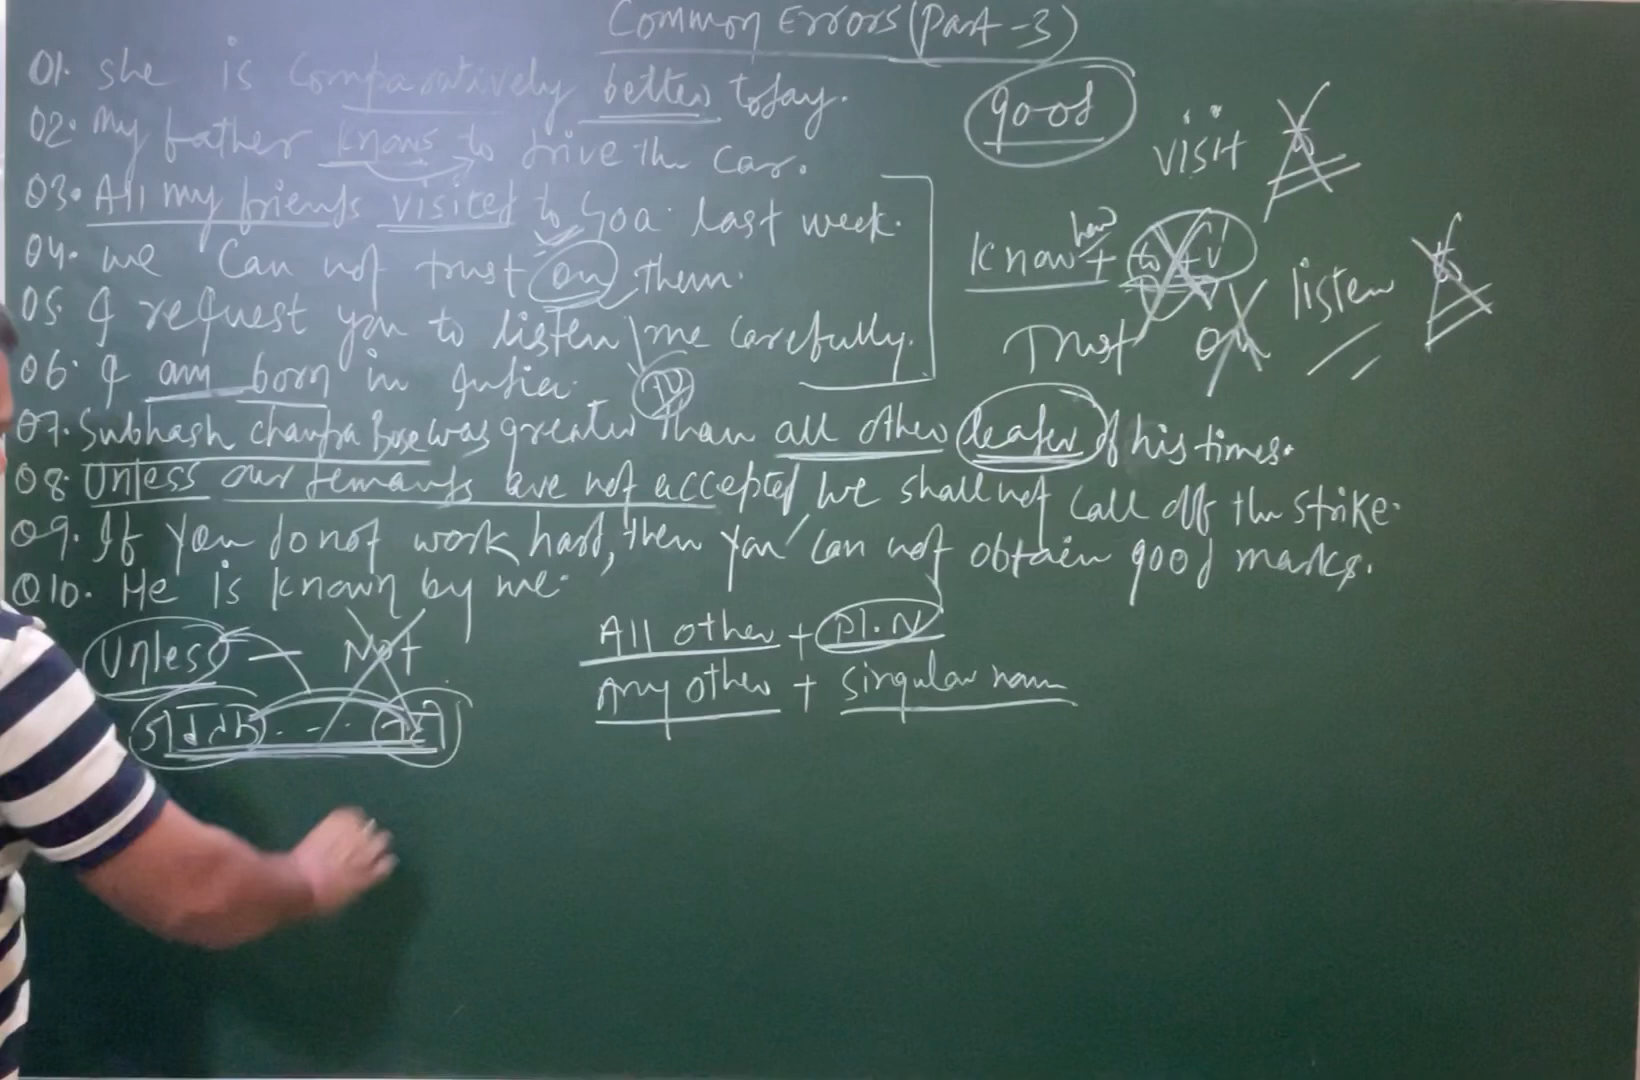 Common Errors (Part-3)
01. She is comparatively better today.
02. My father knows to drive the car.
03. All my friends visited to Goa last week.
04. We can not trust on them.
05. I request you to listen me carefully.
06. I am born in India.
07. Subhash chandra Bose was greater than all other leader of his times.
08. Unless our demands are not accepted, we shall not call off the strike.
09. If you do not work hard, then you can not obtain good marks.
Q10. He is known by me.
good
visit to
how
know + to + V1
Trust on
listen to
Unless - Not
जबतक - - नहीं
All other + Pl. N
Any other + singular noun